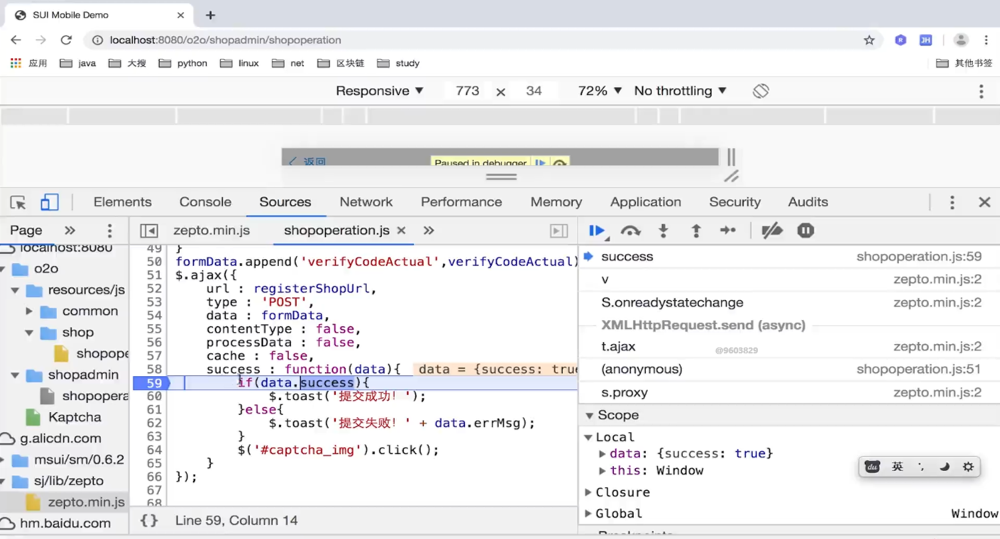 SUI Mobile Demo
localhost:8080/o2o/shopadmin/shopoperation
应用 java 大搜 python linux net 区块链 study 其他书签
Responsive 773 × 34 72% No throttling
返回 Paused in debugger
Elements Console Sources Network Performance Memory Application Security Audits
Page » zepto.min.js shopoperation.js × »
localhost:8080
o2o
resources/js
common
shop
shopope
shopadmin
shopopera
Kaptcha
g.alicdn.com
msui/sm/0.6.2
sj/lib/zepto
zepto.min.js
hm.baidu.com
49 }
50 formData.append('verifyCodeActual',verifyCodeActual)
51 $.ajax({
52 url : registerShopUrl,
53 type : 'POST',
54 data : formData,
55 contentType : false,
56 processData : false,
57 cache : false,
58 success : function(data){ data = {success: true
59 if(data.success){
60 $.toast('提交成功！');
61 }else{
62 $.toast('提交失败！' + data.errMsg);
63 }
64 $('#captcha_img').click();
65 }
66 });
67
68
{} Line 59, Column 14
success shopoperation.js:59
v zepto.min.js:2
S.onreadystatechange zepto.min.js:2
XMLHttpRequest.send (async)
t.ajax zepto.min.js:2
@9603829
(anonymous) shopoperation.js:51
s.proxy zepto.min.js:2
Scope
Local
data: {success: true}
this: Window
Closure
Global Window
Breakpoints
du 英